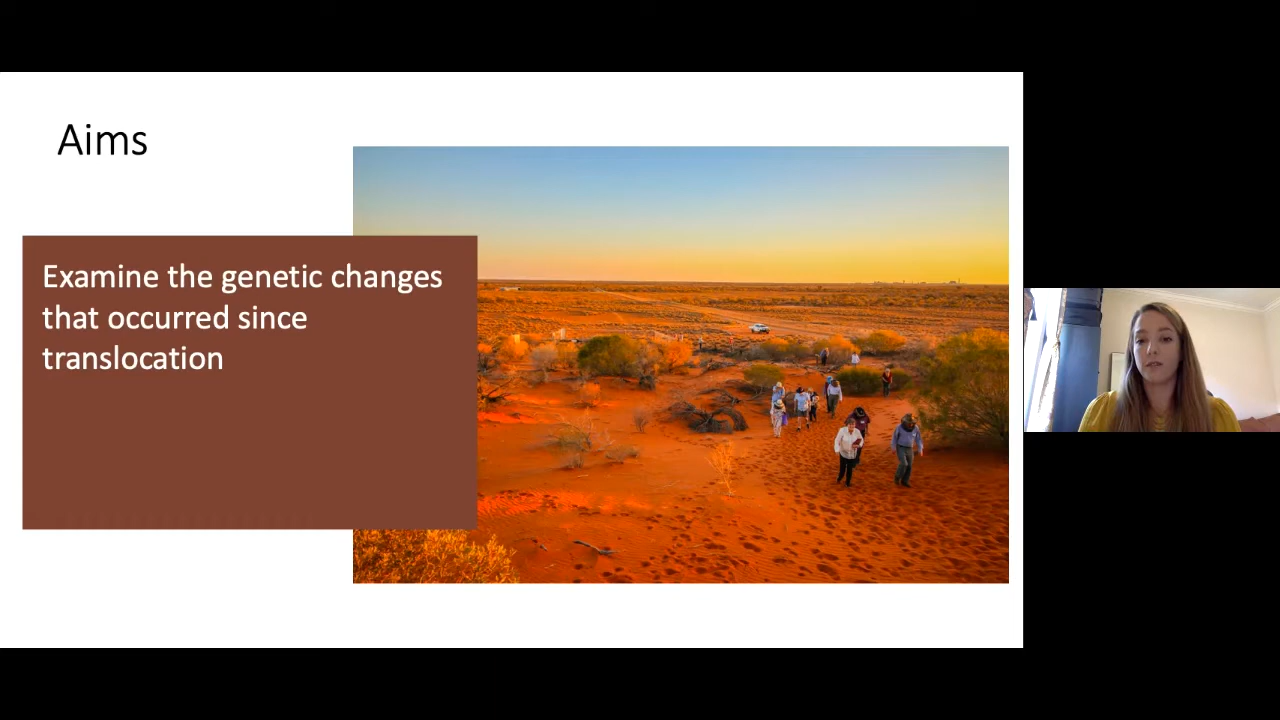 Aims
Examine the genetic changes
that occurred since
translocation